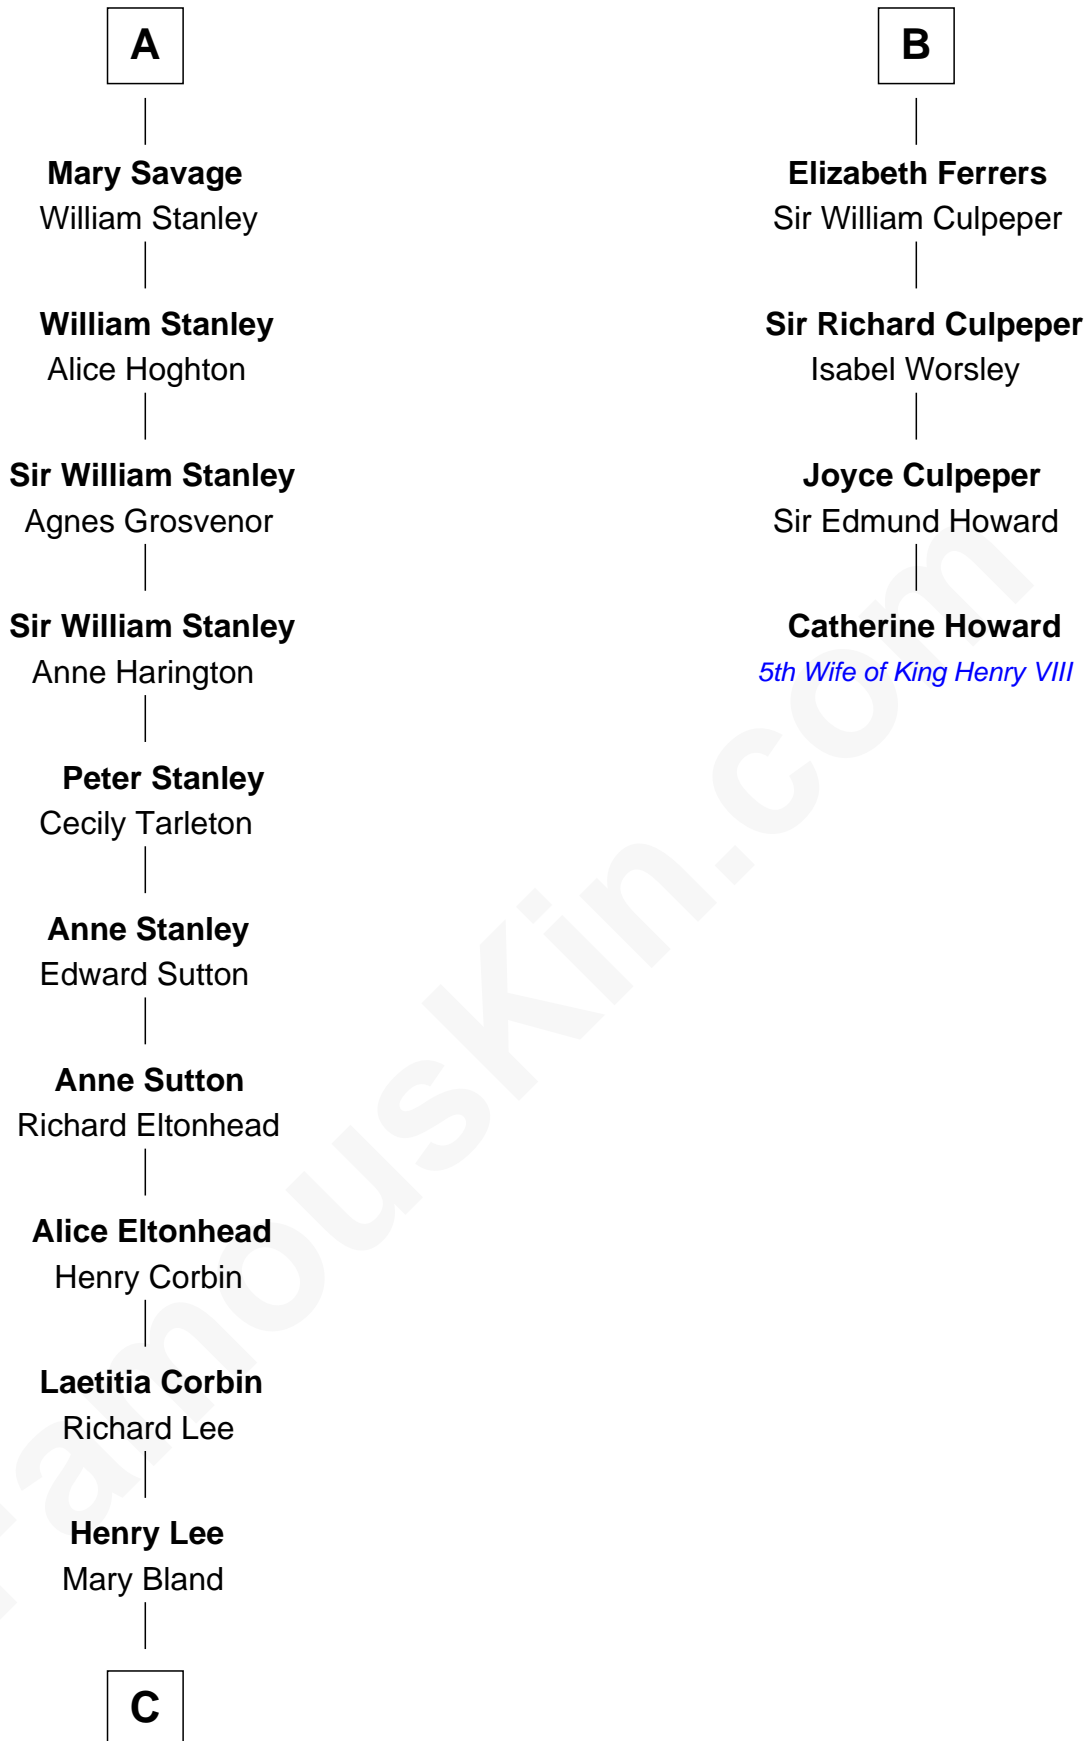 A
Mary Savage
William Stanley
William Stanley
Alice Hoghton
Sir William Stanley
Agnes Grosvenor
Sir William Stanley
Anne Harington
Peter Stanley
Cecily Tarleton
Anne Stanley
Edward Sutton
Anne Sutton
Richard Eltonhead
Alice Eltonhead
Henry Corbin
Laetitia Corbin
Richard Lee
Henry Lee
Mary Bland
C
B
Elizabeth Ferrers
Sir William Culpeper
Sir Richard Culpeper
Isabel Worsley
Joyce Culpeper
Sir Edmund Howard
Catherine Howard
5th Wife of King Henry VIII
FamousKin.com